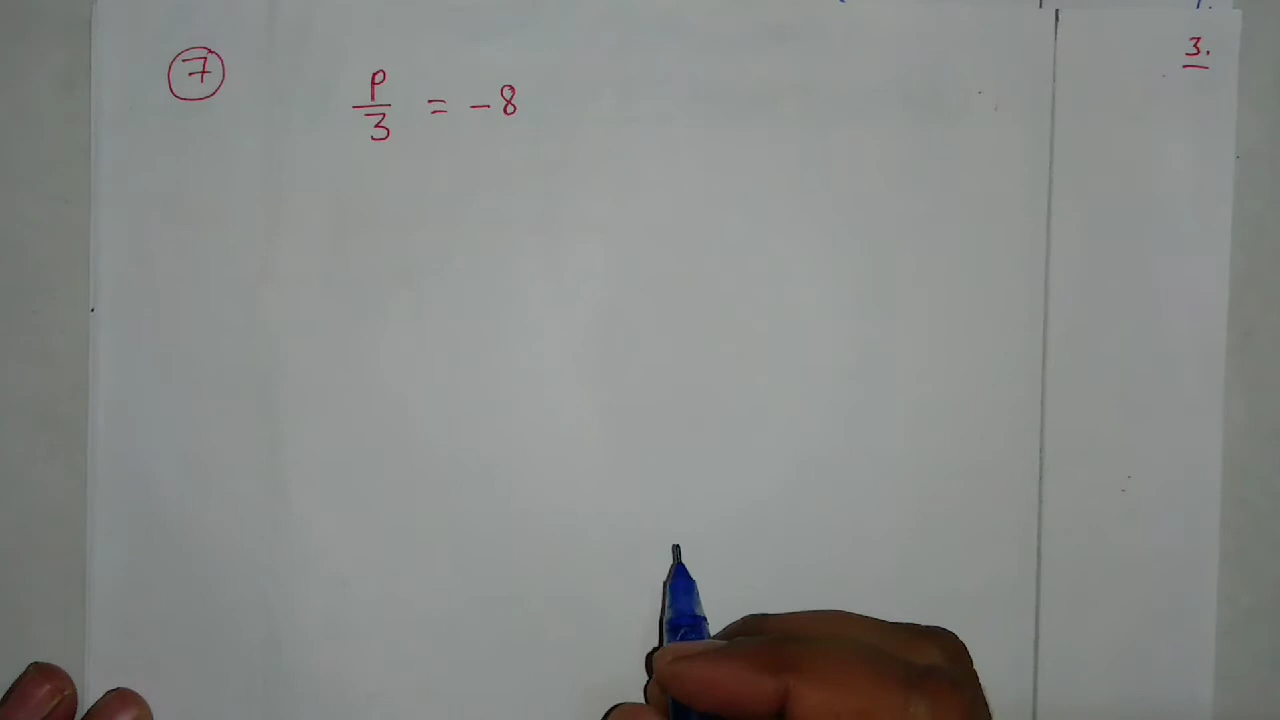 3.
7 p/3 = -8